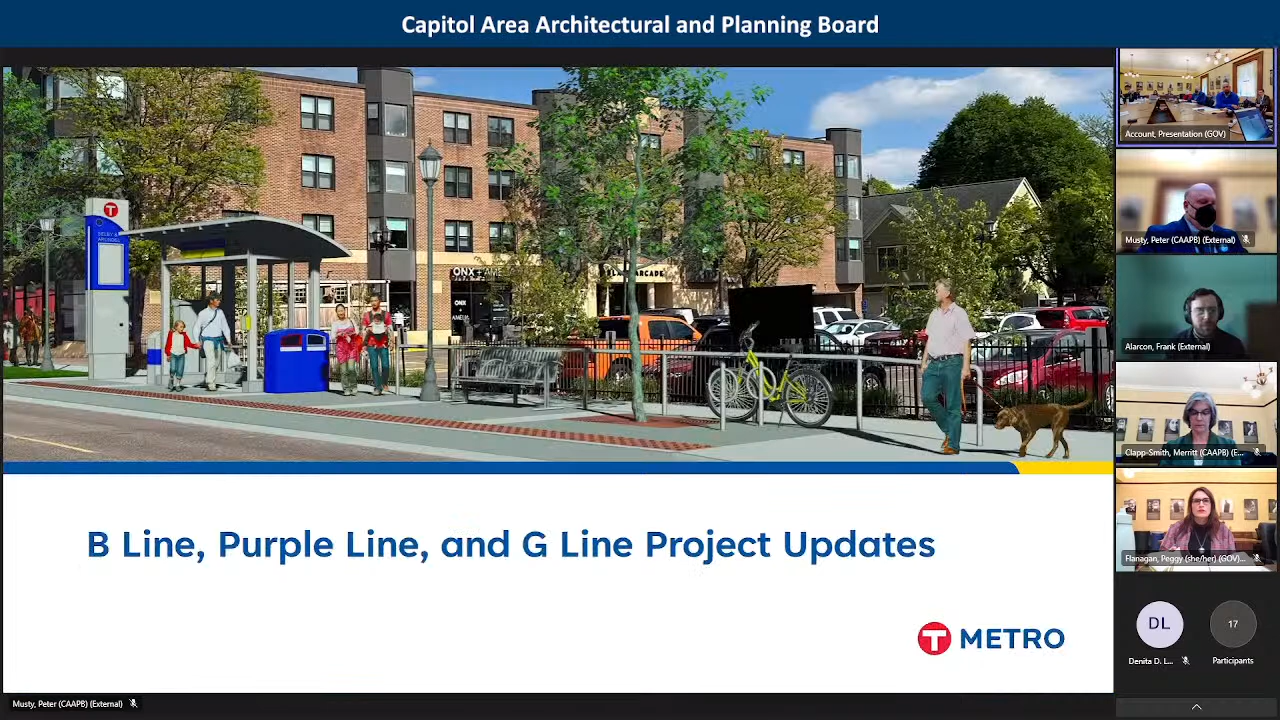 Capitol Area Architectural and Planning Board
T
SELBY &
ONX
ONX
ARCADE
B Line, Purple Line, and G Line Project Updates
T METRO
Account, Presentation (GOV)
Musty, Peter (CAAPB) (External)
Alarcon, Frank (External)
Clapp-Smith, Merritt (CAAPB) (E...
Flanagan, Peggy (she/her) (GOV)...
DL
17
Denita D. L...
Participants
Musty, Peter (CAAPB) (External)